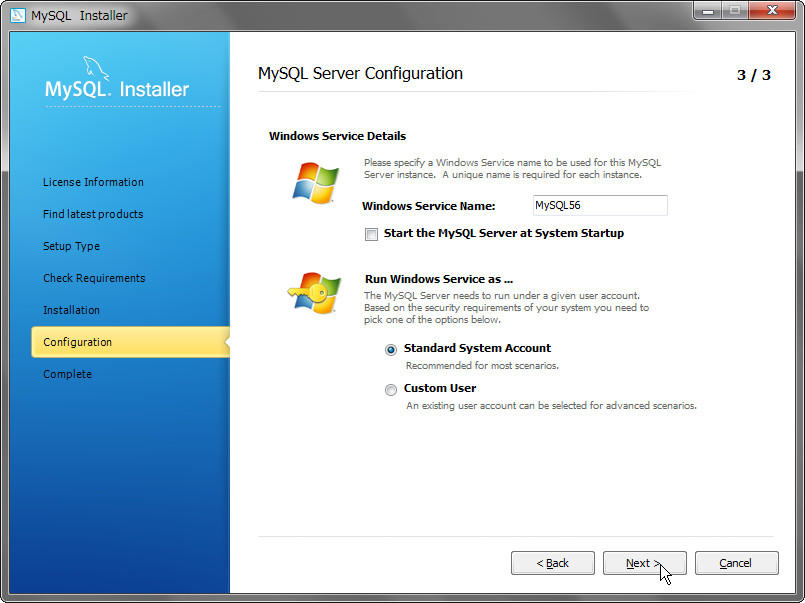 MySQL Installer
MySQL. Installer
License Information
Find latest products
Setup Type
Check Requirements
Installation
Configuration
Complete
MySQL Server Configuration
3 / 3
Windows Service Details
Please specify a Windows Service name to be used for this MySQL
Server instance. A unique name is required for each instance.
Windows Service Name:
MySQL56
Start the MySQL Server at System Startup
Run Windows Service as ...
The MySQL Server needs to run under a given user account.
Based on the security requirements of your system you need to
pick one of the options below.
Standard System Account
Recommended for most scenarios.
Custom User
An existing user account can be selected for advanced scenarios.
< Back
Next >
Cancel